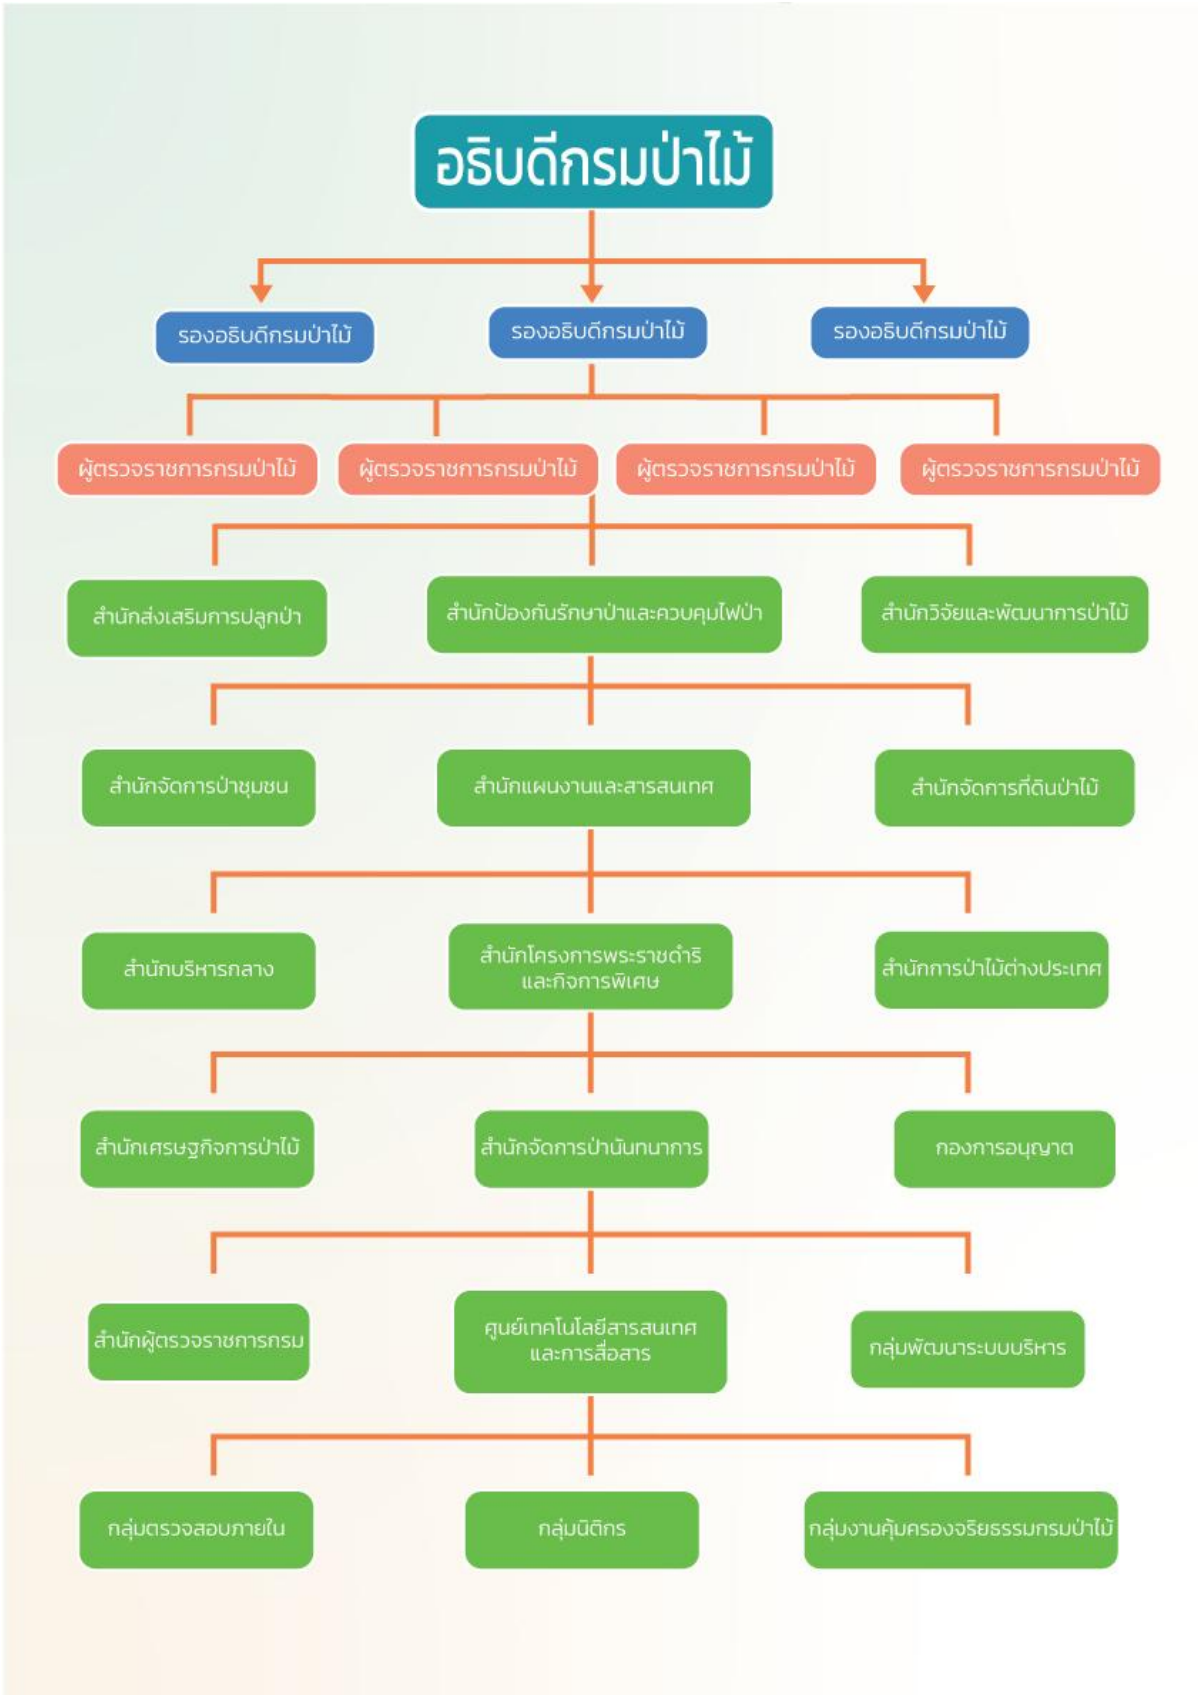 อธิบดีกรมป่าไม้
รองอธิบดีกรมป่าไม้
รองอธิบดีกรมป่าไม้
รองอธิบดีกรมป่าไม้
ผู้ตรวจราชการกรมป่าไม้
ผู้ตรวจราชการกรมป่าไม้
ผู้ตรวจราชการกรมป่าไม้
ผู้ตรวจราชการกรมป่าไม้
สำนักส่งเสริมการปลูกป่า
สำนักป้องกันรักษาป่าและควบคุมไฟป่า
สำนักวิจัยและพัฒนาการป่าไม้
สำนักจัดการป่าชุมชน
สำนักแผนงานและสารสนเทศ
สำนักจัดการที่ดินป่าไม้
สำนักบริหารกลาง
สำนักโครงการพระราชดำริ
และกิจการพิเศษ
สำนักการป่าไม้ต่างประเทศ
สำนักเศรษฐกิจการป่าไม้
สำนักจัดการป่านันทนาการ
กองการอนุญาต
สำนักผู้ตรวจราชการกรม
ศูนย์เทคโนโลยีสารสนเทศ
และการสื่อสาร
กลุ่มพัฒนาระบบบริหาร
กลุ่มตรวจสอบภายใน
กลุ่มนิติกร
กลุ่มงานคุ้มครองจริยธรรมกรมป่าไม้